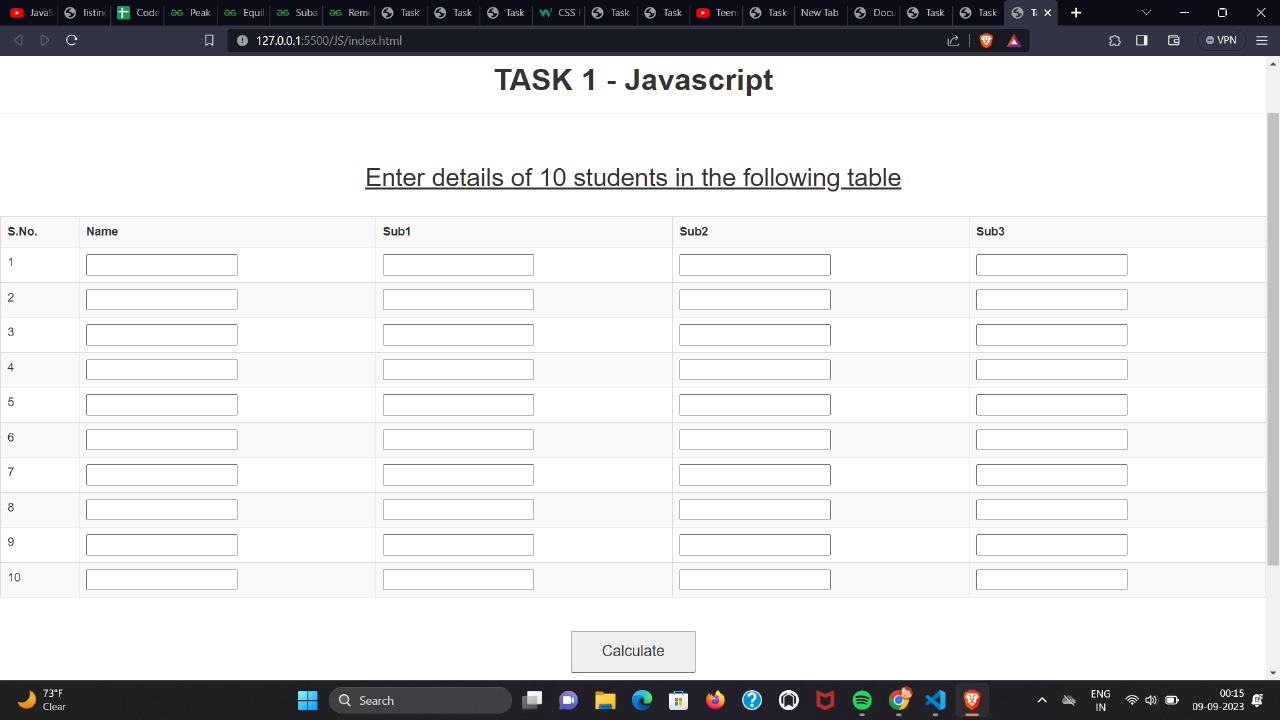 JavaS listin Code Peak Equi Suba Rem Task Task Task CSS Task Task Teen Task New Tab Docu Task Task
127.0.0.1:5500/JS/index.html VPN
TASK 1 - Javascript
Enter details of 10 students in the following table
S.No. Name Sub1 Sub2 Sub3
1
2
3
4
5
6
7
8
9
10
Calculate
73°F
Clear
Search
ENG
IN
00:15
09-09-2023